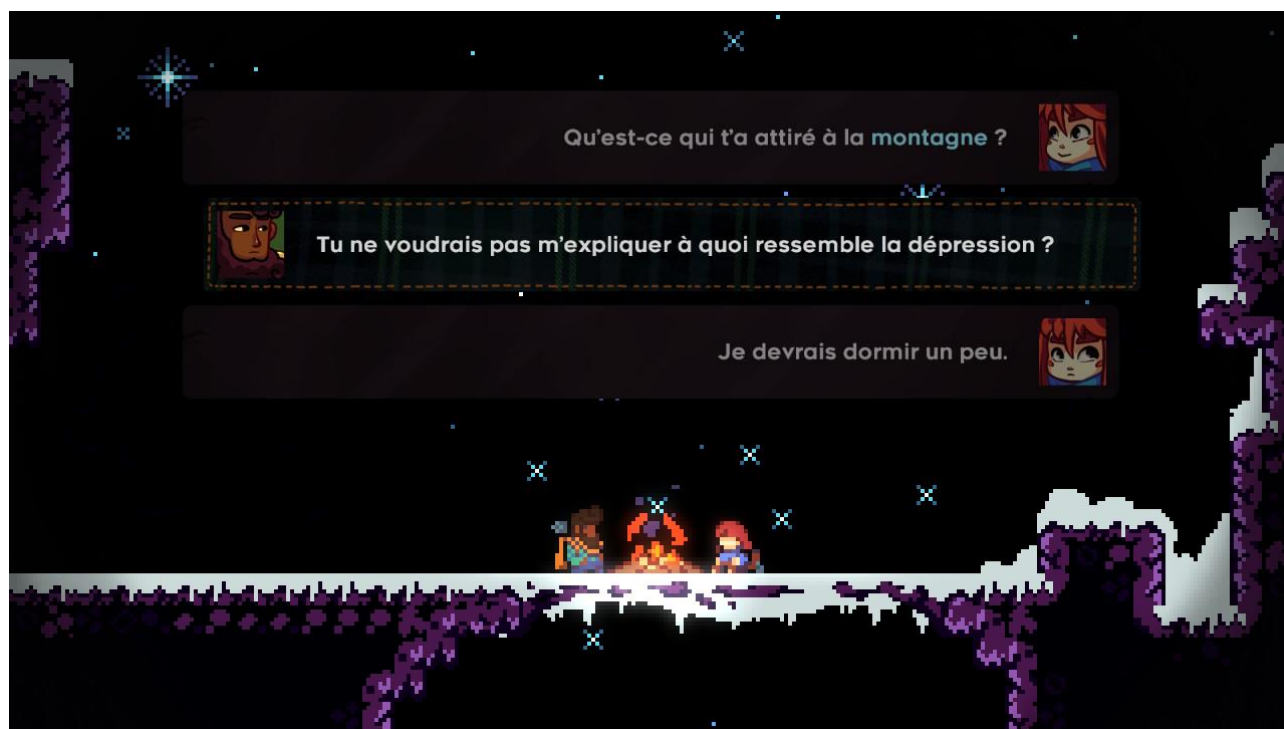 Qu'est-ce qui t'a attiré à la montagne ?
Tu ne voudrais pas m'expliquer à quoi ressemble la dépression ?
Je devrais dormir un peu.